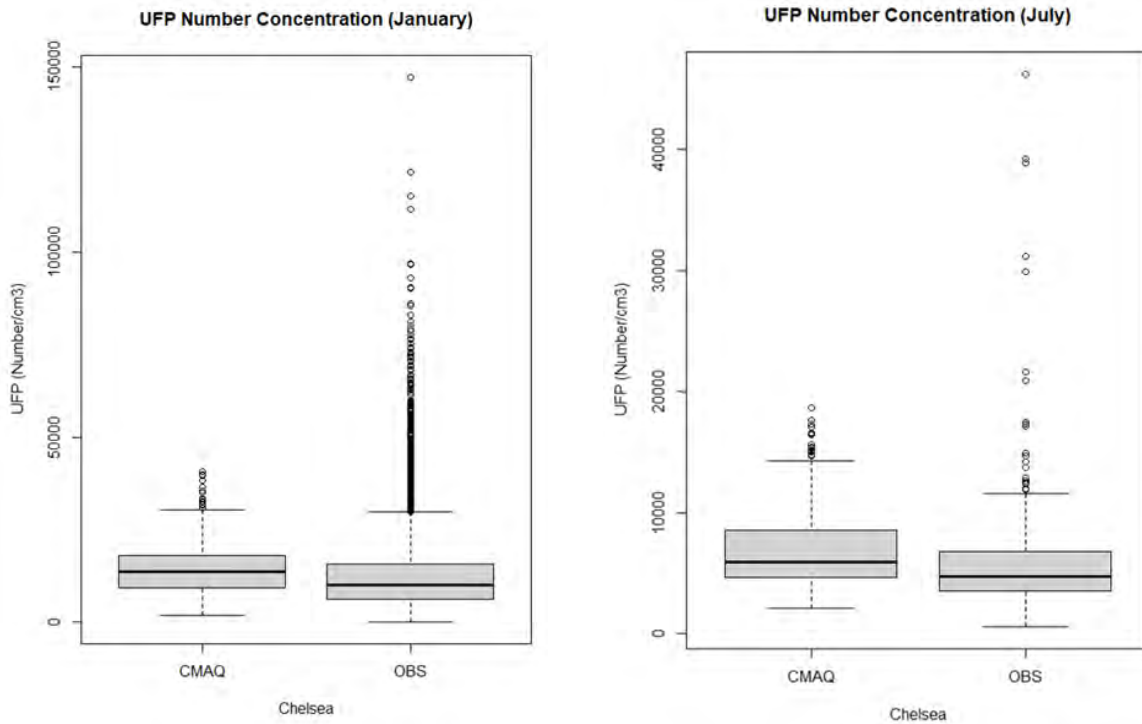 UFP Number Concentration (January)
UFP (Number/cm3)
150000
100000
50000
0
CMAQ
OBS
Chelsea
UFP Number Concentration (July)
UFP (Number/cm3)
40000
30000
20000
10000
0
CMAQ
OBS
Chelsea